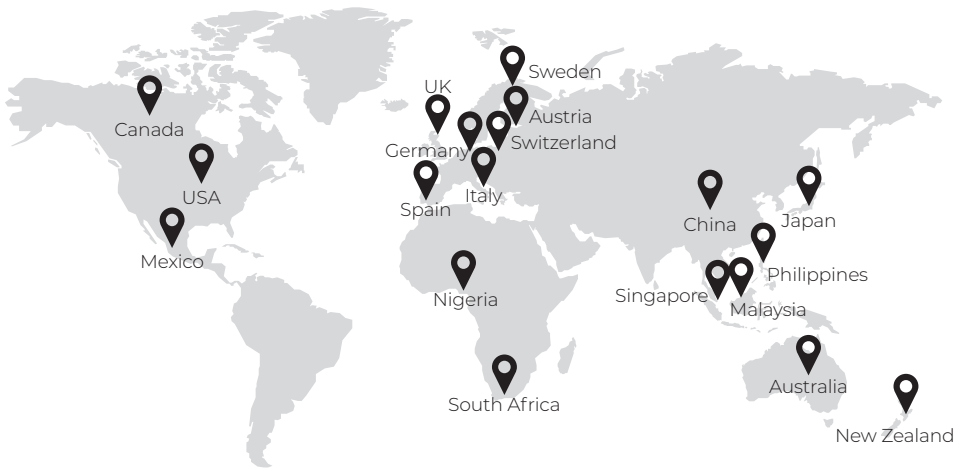 Sweden
UK
Austria
Canada
Switzerland
Germany
USA
Italy
Spain
China
Japan
Mexico
Philippines
Singapore
Nigeria
Malaysia
Australia
South Africa
New Zealand